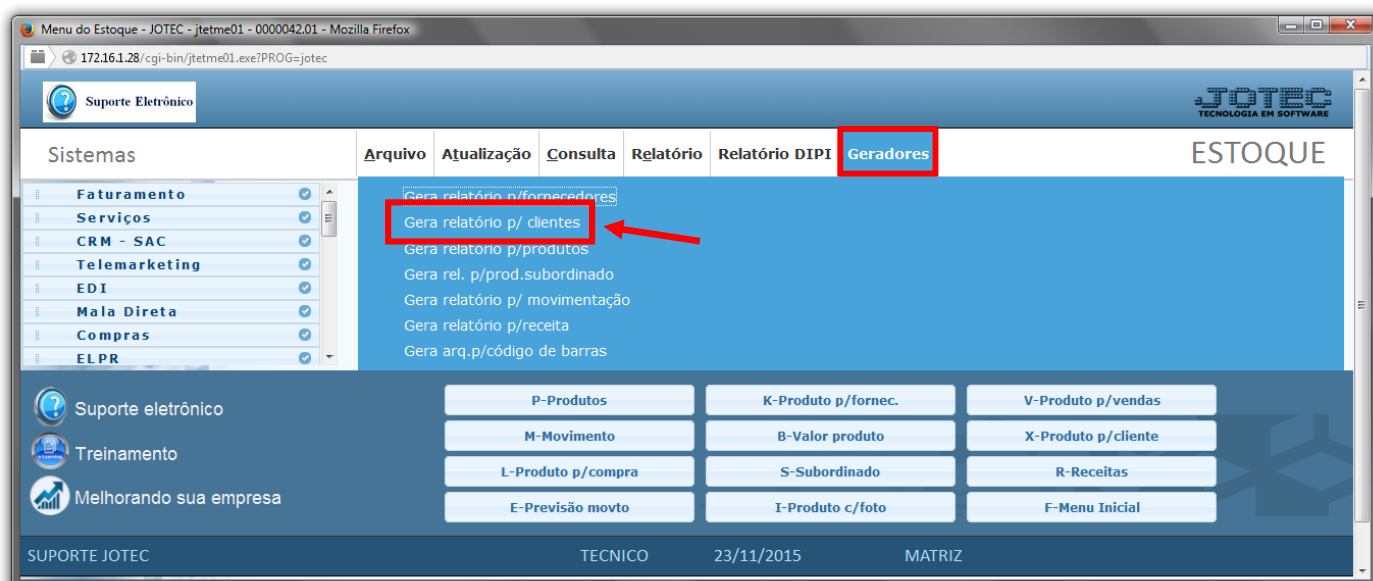 Menu do Estoque - JOTEC - jtetme01 - 0000042.01 - Mozilla Firefox
172.16.1.28/cgi-bin/jtetme01.exe?PROG=jotec
Suporte Eletrônico
JOTEC
TECNOLOGIA EM SOFTWARE
Sistemas
Arquivo Atualização Consulta Relatório Relatório DIPI Geradores
ESTOQUE
Faturamento
Serviços
CRM - SAC
Telemarketing
EDI
Mala Direta
Compras
ELPR
Gera relatório p/fornecedores
Gera relatório p/ clientes
Gera relatório p/produtos
Gera rel. p/prod.subordinado
Gera relatório p/ movimentação
Gera relatório p/receita
Gera arq.p/código de barras
Suporte eletrônico
e-Learning
Treinamento
Melhorando sua empresa
P-Produtos K-Produto p/fornec. V-Produto p/vendas
M-Movimento B-Valor produto X-Produto p/cliente
L-Produto p/compra S-Subordinado R-Receitas
E-Previsão movto I-Produto c/foto F-Menu Inicial
SUPORTE JOTEC TECNICO 23/11/2015 MATRIZ